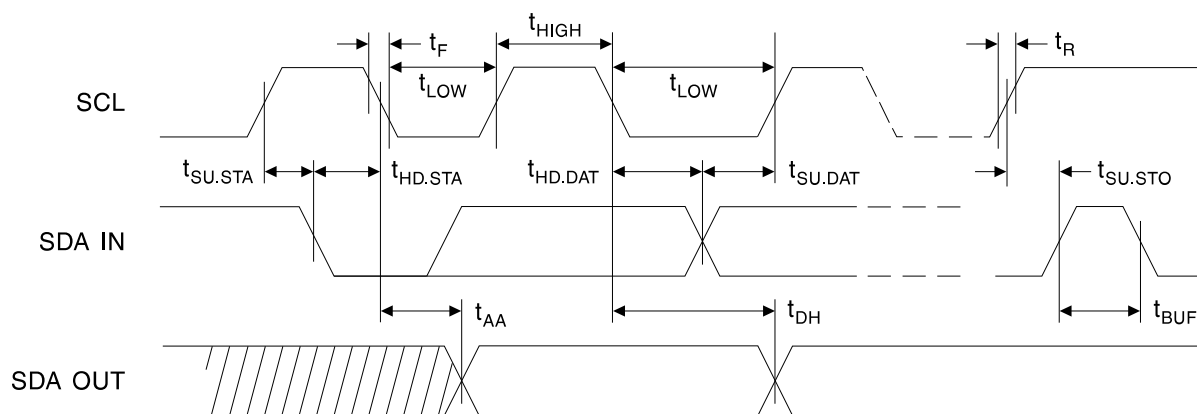 tHIGH
tF
tR
tLOW
tLOW
SCL
tSU.STA
tHD.STA
tHD.DAT
tSU.DAT
tSU.STO
SDA IN
tAA
tDH
tBUF
SDA OUT